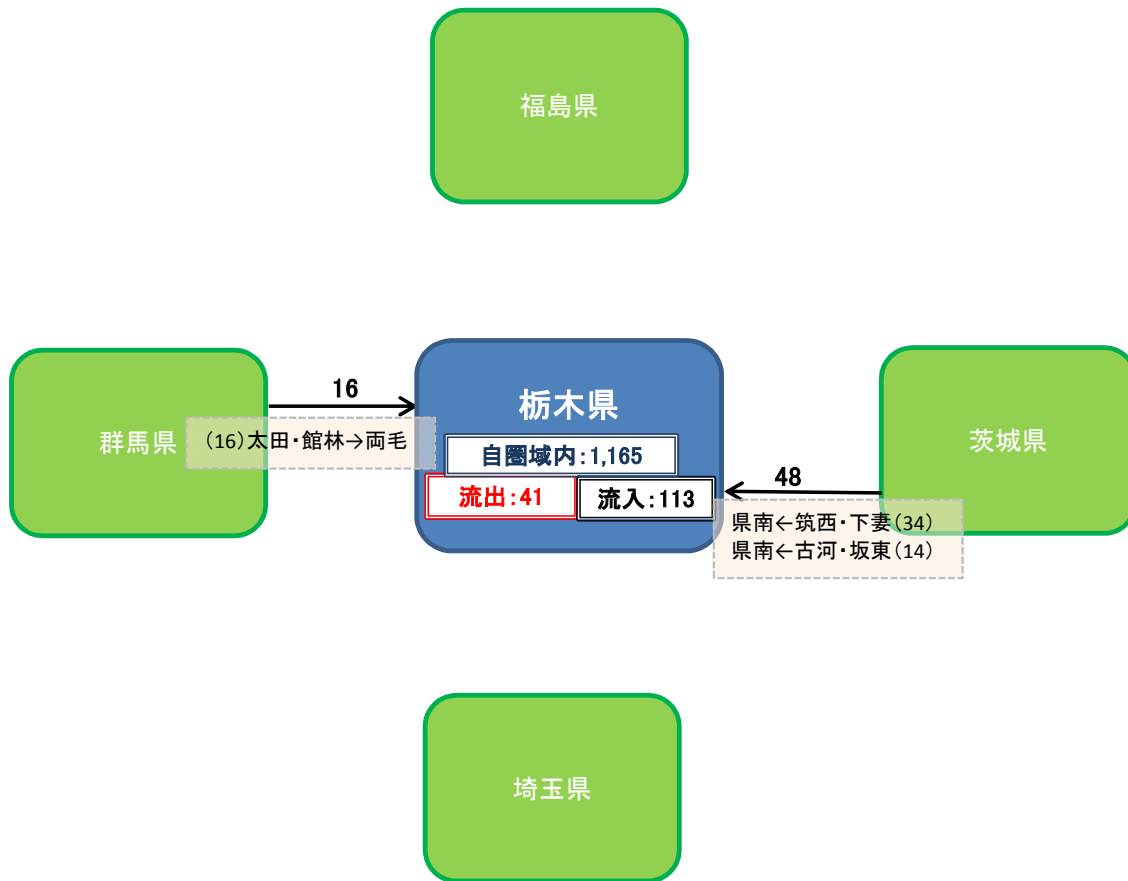 福島県
群馬県
16
(16)太田・館林→両毛
栃木県
自圏域内:1,165
流出:41
流入:113
茨城県
48
県南←筑西・下妻(34)
県南←古河・坂東(14)
埼玉県